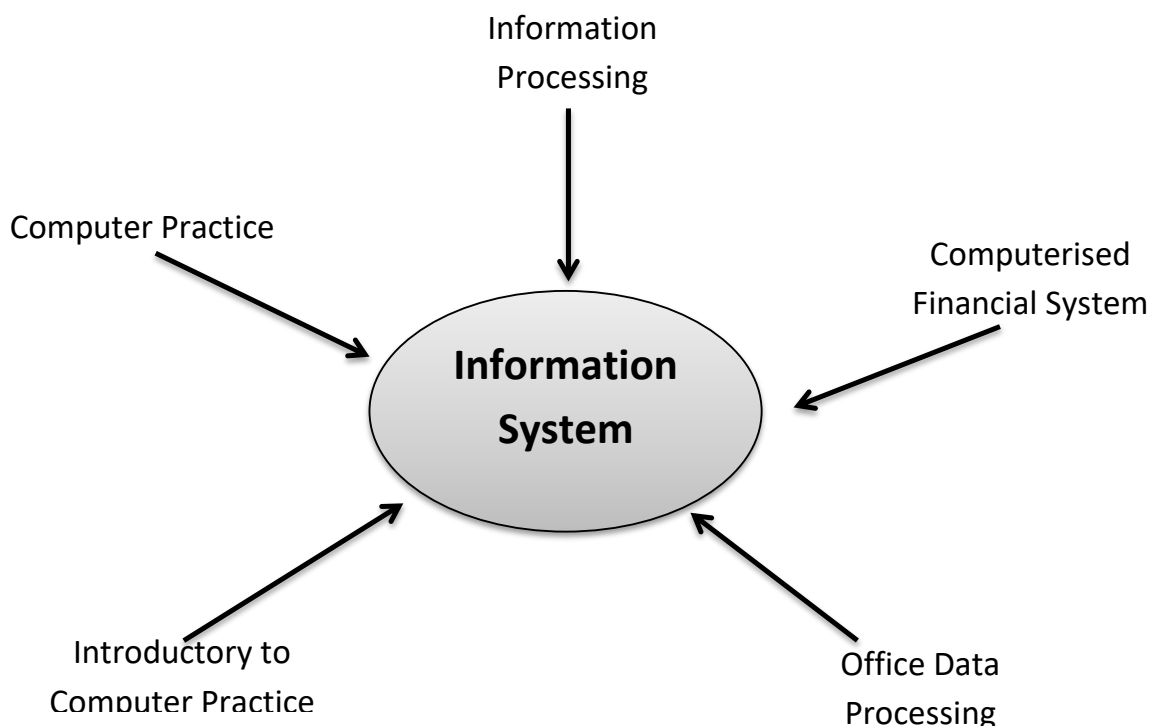 Information
Processing
Computer Practice
Computerised
Financial System
Information
System
Introductory to
Computer Practice
Office Data
Processing